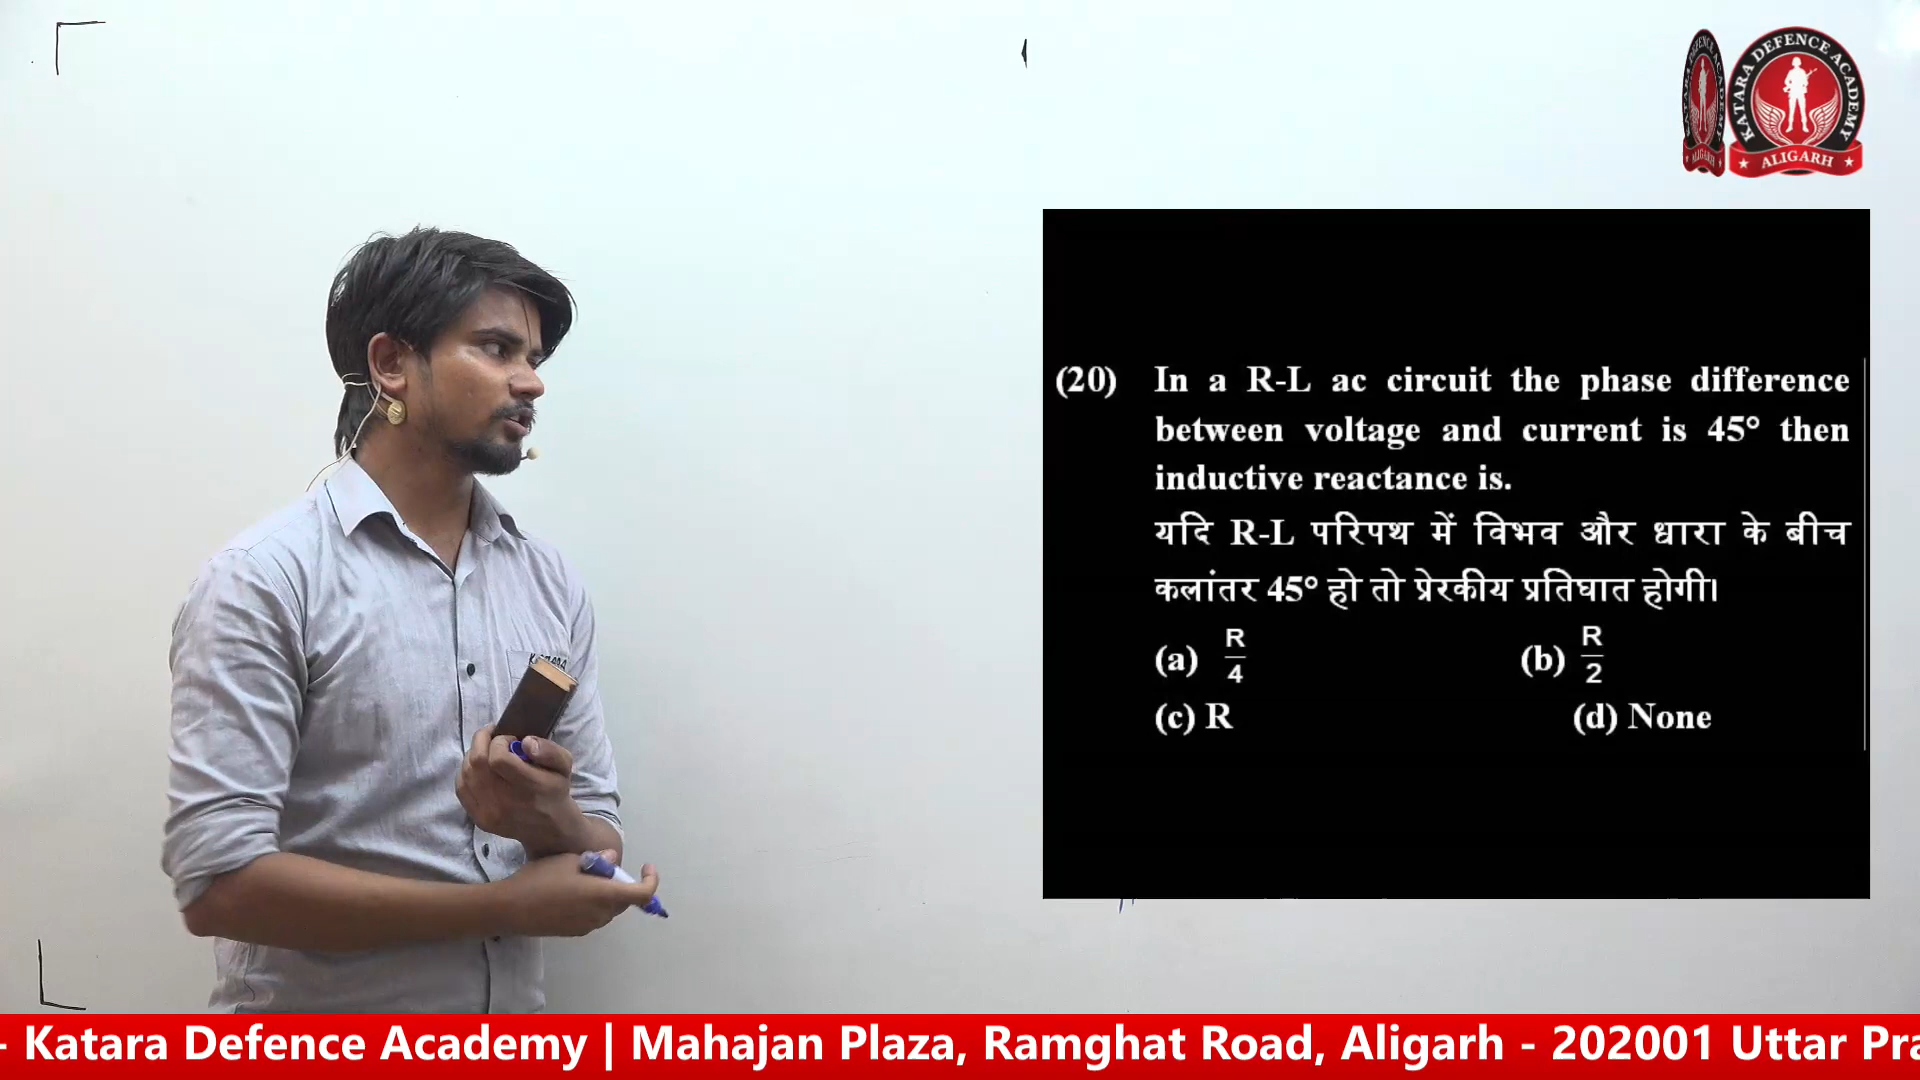 KATARA DEFENCE ACADEMY
ALIGARH
(20) In a R-L ac circuit the phase difference
between voltage and current is 45° then
inductive reactance is.
यदि R-L परिपथ में विभव और धारा के बीच
कलांतर 45° हो तो प्रेरकीय प्रतिघात होगी।
(a) R/4 (b) R/2
(c) R (d) None
- Katara Defence Academy | Mahajan Plaza, Ramghat Road, Aligarh - 202001 Uttar Pra